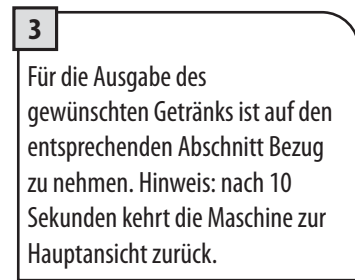 3
Für die Ausgabe des
gewünschten Getränks ist auf den
entsprechenden Abschnitt Bezug
zu nehmen. Hinweis: nach 10
Sekunden kehrt die Maschine zur
Hauptansicht zurück.